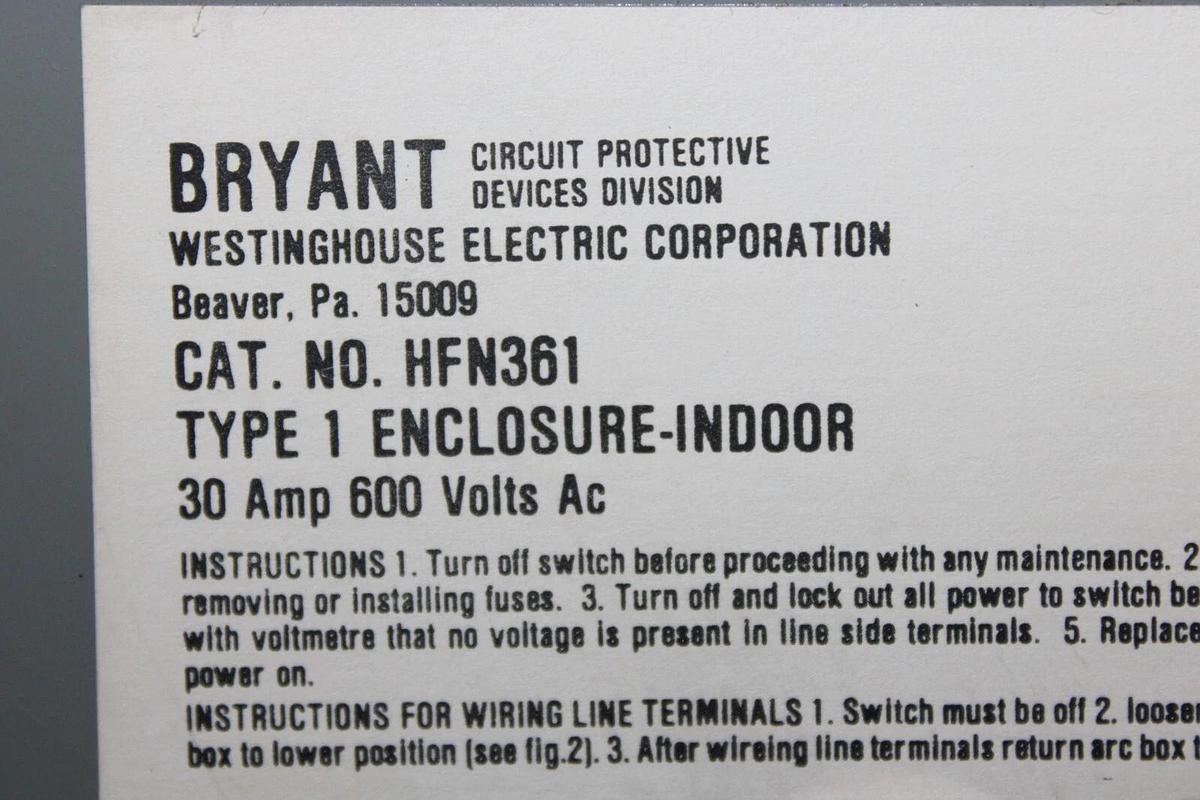 BRYANT CIRCUIT PROTECTIVE
DEVICES DIVISION
WESTINGHOUSE ELECTRIC CORPORATION
Beaver, Pa. 15009
CAT. NO. HFN361
TYPE 1 ENCLOSURE-INDOOR
30 Amp 600 Volts Ac
INSTRUCTIONS 1. Turn off switch before proceeding with any maintenance. 2
removing or installing fuses. 3. Turn off and lock out all power to switch be
with voltmetre that no voltage is present in line side terminals. 5. Replace
power on.
INSTRUCTIONS FOR WIRING LINE TERMINALS 1. Switch must be off 2. loosen
box to lower position (see fig.2). 3. After wireing line terminals return arc box t